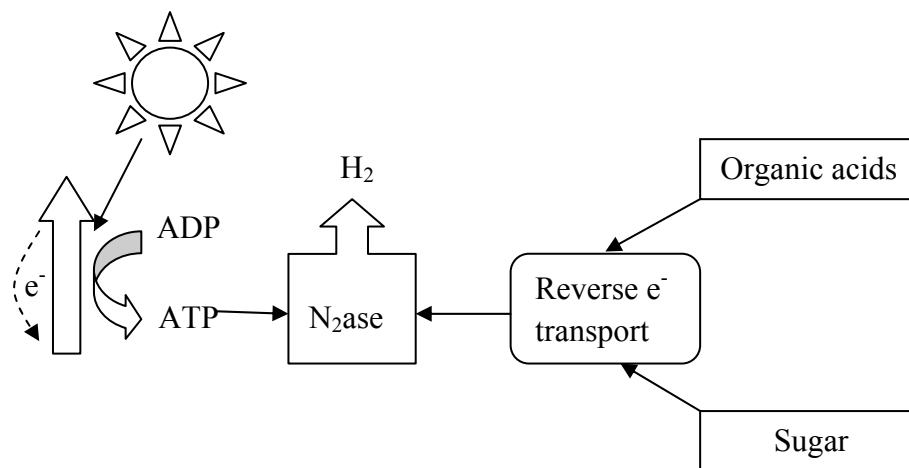 H₂
Organic acids
ADP
e⁻
ATP
N₂ase
Reverse e⁻
transport
Sugar